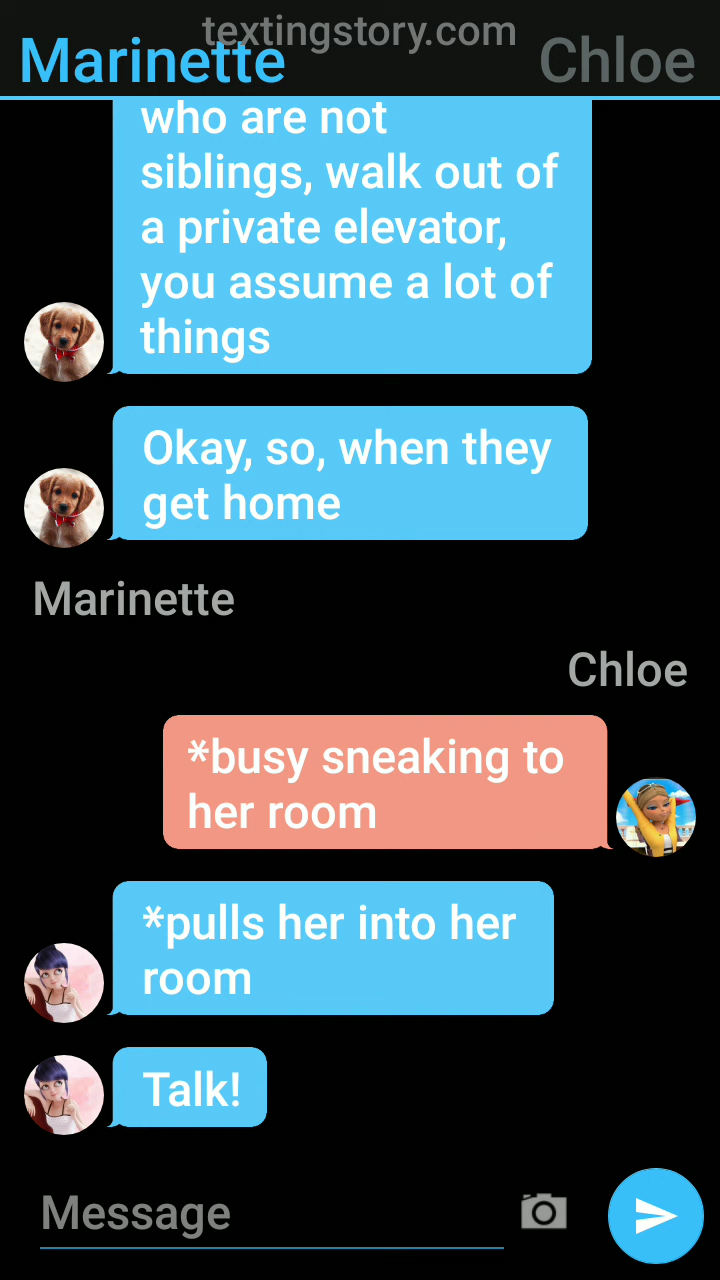 textingstory.com
Marinette
Chloe
who are not
siblings, walk out of
a private elevator,
you assume a lot of
things
Okay, so, when they
get home
Marinette
Chloe
*busy sneaking to
her room
*pulls her into her
room
Talk!
Message